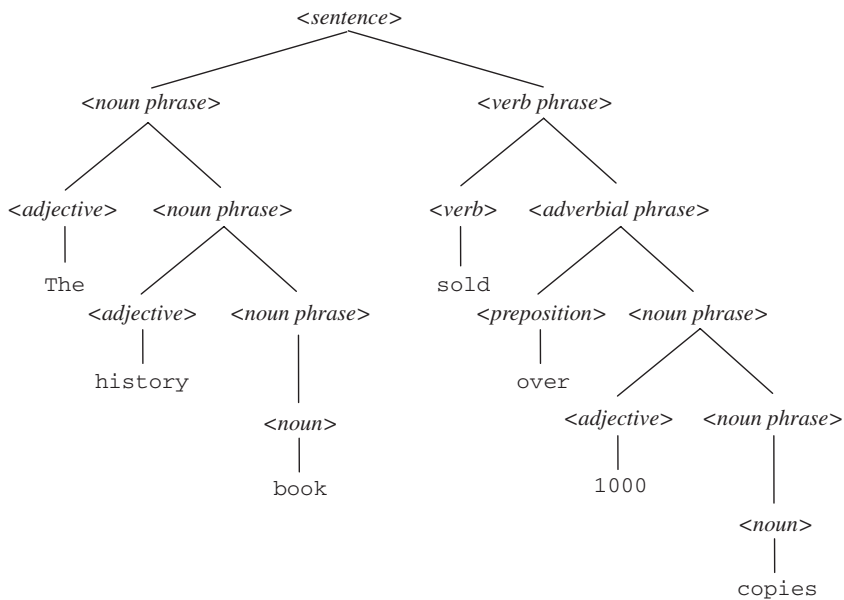 <sentence>
<noun phrase> <verb phrase>
<adjective> <noun phrase> <verb> <adverbial phrase>
The sold
<adjective> <noun phrase> <preposition> <noun phrase>
history over
<adjective> <noun phrase>
<noun>
book 1000
<noun>
copies